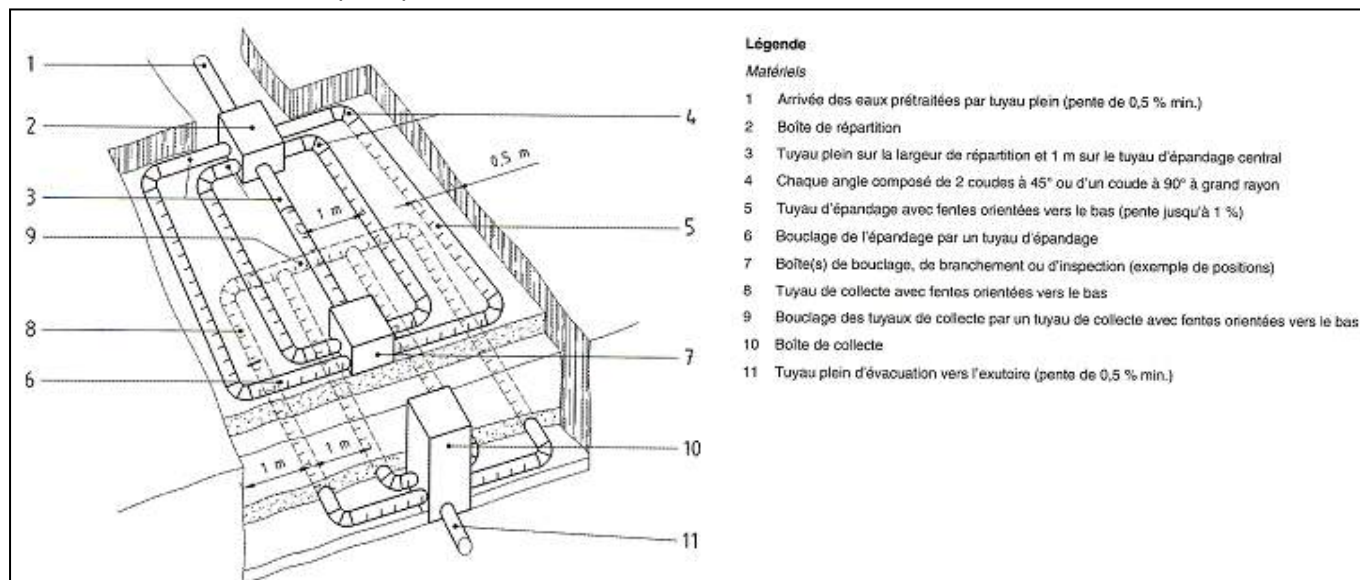 1
2
3
9
8
6
4
0.5 m
1 m
5
7
1 m
1 m
10
11
Légende
Matériels
1 Arrivée des eaux prétraitées par tuyau plein (pente de 0,5 % min.)
2 Boîte de répartition
3 Tuyau plein sur la largeur de répartition et 1 m sur le tuyau d'épandage central
4 Chaque angle composé de 2 coudes à 45° ou d'un coude à 90° à grand rayon
5 Tuyau d'épandage avec fentes orientées vers le bas (pente jusqu'à 1 %)
6 Bouclage de l'épandage par un tuyau d'épandage
7 Boîte(s) de bouclage, de branchement ou d'inspection (exemple de positions)
8 Tuyau de collecte avec fentes orientées vers le bas
9 Bouclage des tuyaux de collecte par un tuyau de collecte avec fentes orientées vers le bas
10 Boîte de collecte
11 Tuyau plein d'évacuation vers l'exutoire (pente de 0,5 % min.)